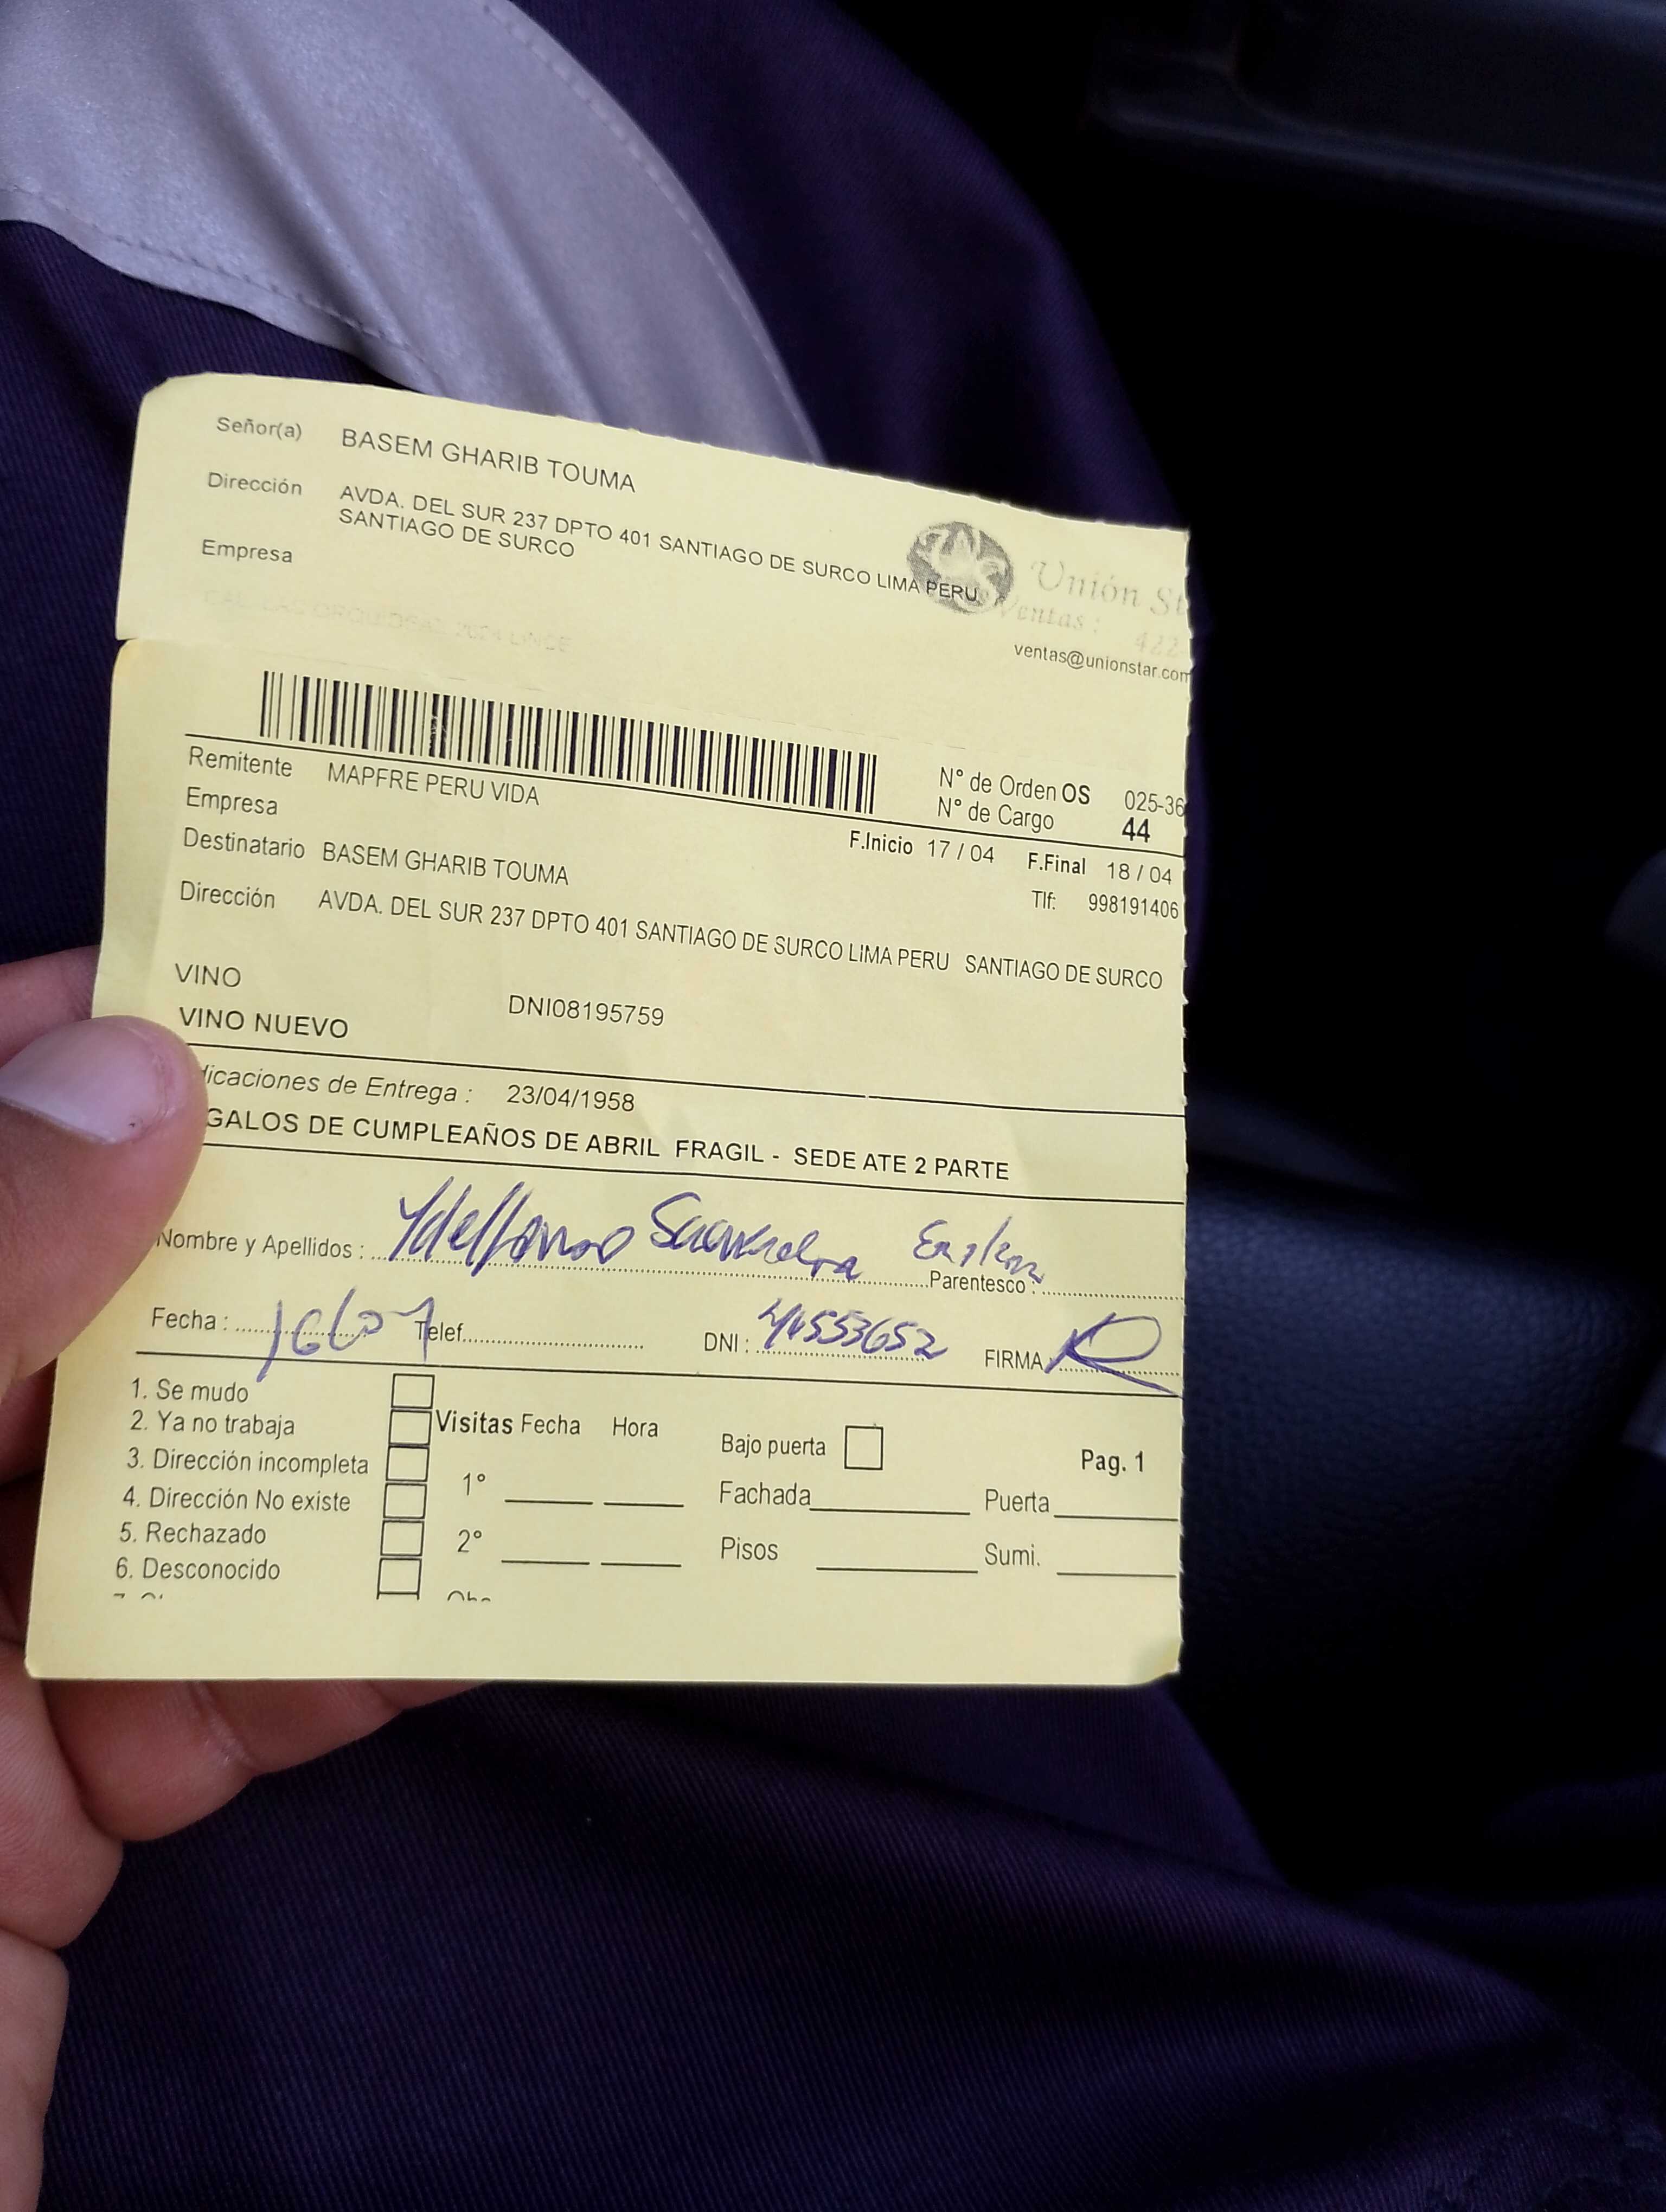 Señor(a) BASEM GHARIB TOUMA
Dirección AVDA. DEL SUR 237 DPTO 401 SANTIAGO DE SURCO LIMA PERU
SANTIAGO DE SURCO
Empresa
Unión St
Ventas: 422
ventas@unionstar.com
Remitente MAPFRE PERU VIDA
N° de Orden OS 025-36
Empresa
N° de Cargo 44
F.Inicio 17 / 04 F.Final 18 / 04
Destinatario BASEM GHARIB TOUMA
Tlf: 998191406
Dirección AVDA. DEL SUR 237 DPTO 401 SANTIAGO DE SURCO LIMA PERU SANTIAGO DE SURCO
VINO
DNI08195759
VINO NUEVO
dicaciones de Entrega : 23/04/1958
GALOS DE CUMPLEAÑOS DE ABRIL FRAGIL - SEDE ATE 2 PARTE
Nombre y Apellidos : Ydelfonso Saavedra Parentesco :
Fecha : Telef. DNI : 41553652 FIRMA
1. Se mudo
2. Ya no trabaja
3. Dirección incompleta
4. Dirección No existe
5. Rechazado
6. Desconocido
Visitas Fecha Hora
1°
2°
Bajo puerta
Pag. 1
Fachada Puerta
Pisos Sumi.